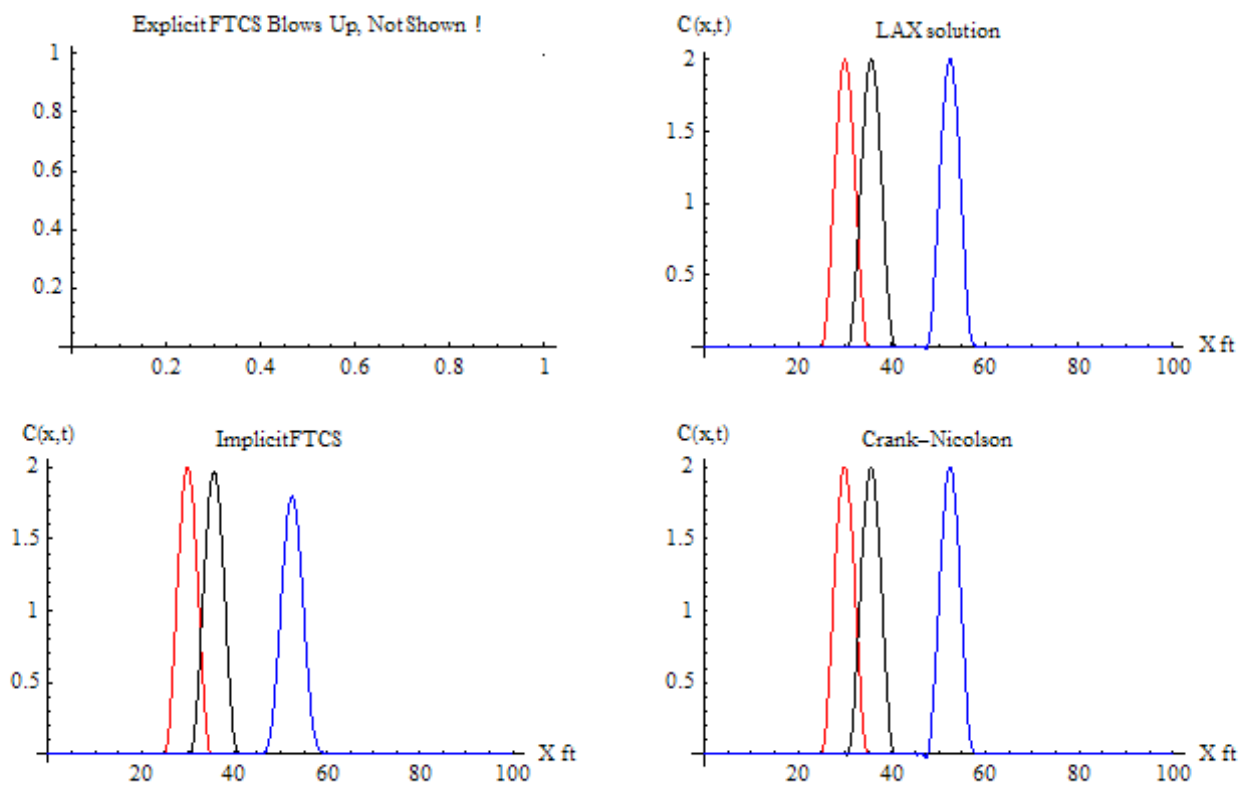 Explicit FTCS Blows Up, Not Shown !
1
0.8
0.6
0.4
0.2
0.2 0.4 0.6 0.8 1
C(x,t)
LAX solution
2
1.5
1
0.5
20 40 60 80 100
X ft
C(x,t)
Implicit FTCS
2
1.5
1
0.5
20 40 60 80 100
X ft
C(x,t)
Crank–Nicolson
2
1.5
1
0.5
20 40 60 80 100
X ft